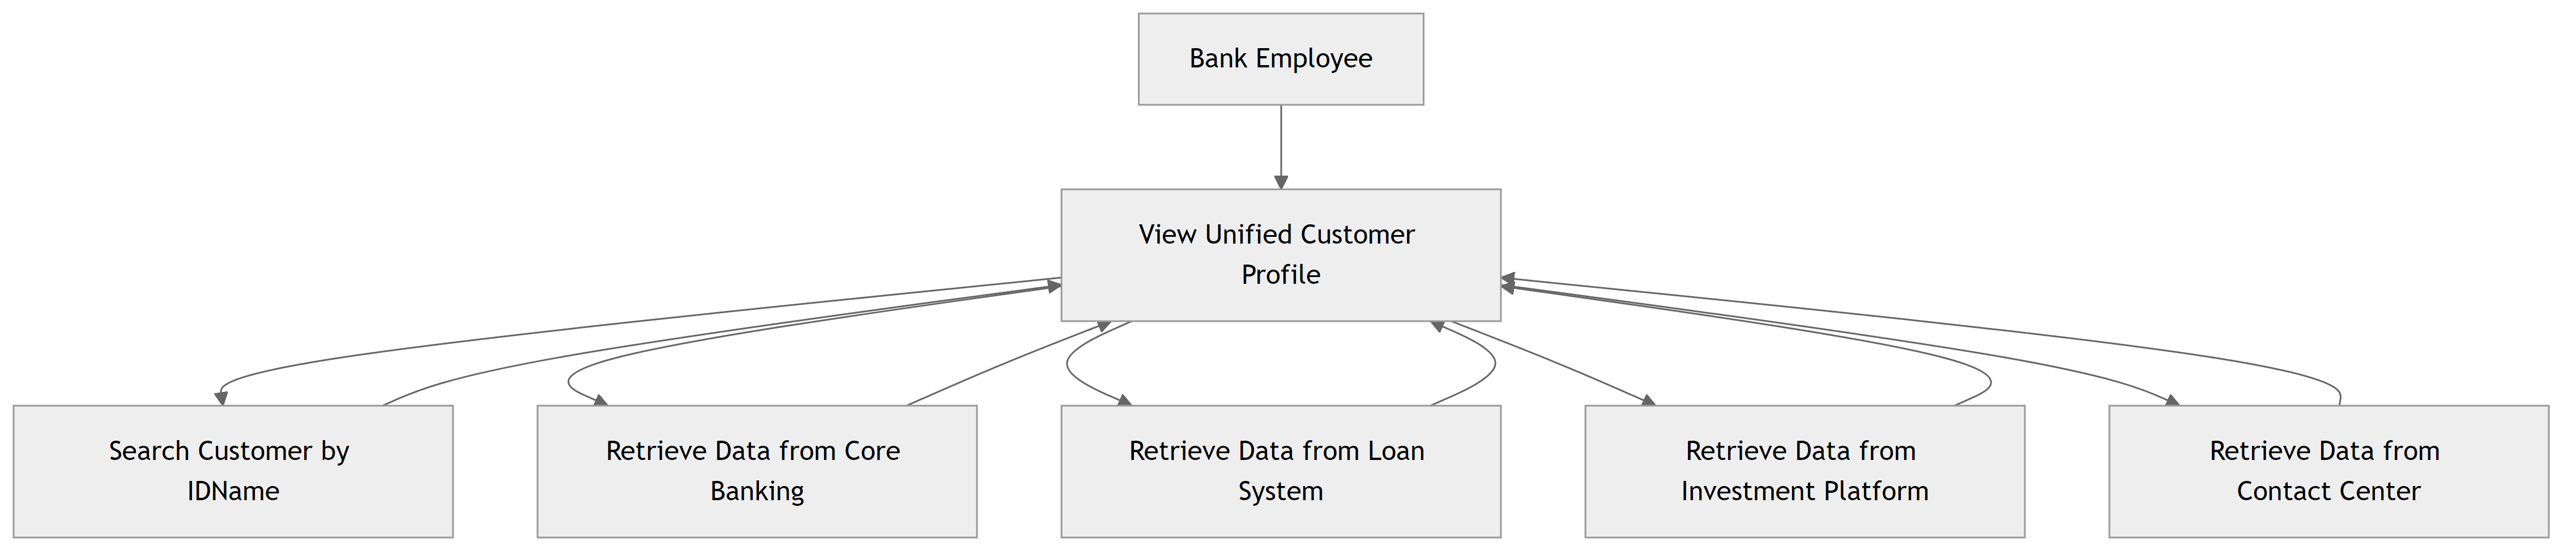 Bank Employee
View Unified Customer
Profile
Search Customer by
IDName
Retrieve Data from Core
Banking
Retrieve Data from Loan
System
Retrieve Data from
Investment Platform
Retrieve Data from
Contact Center